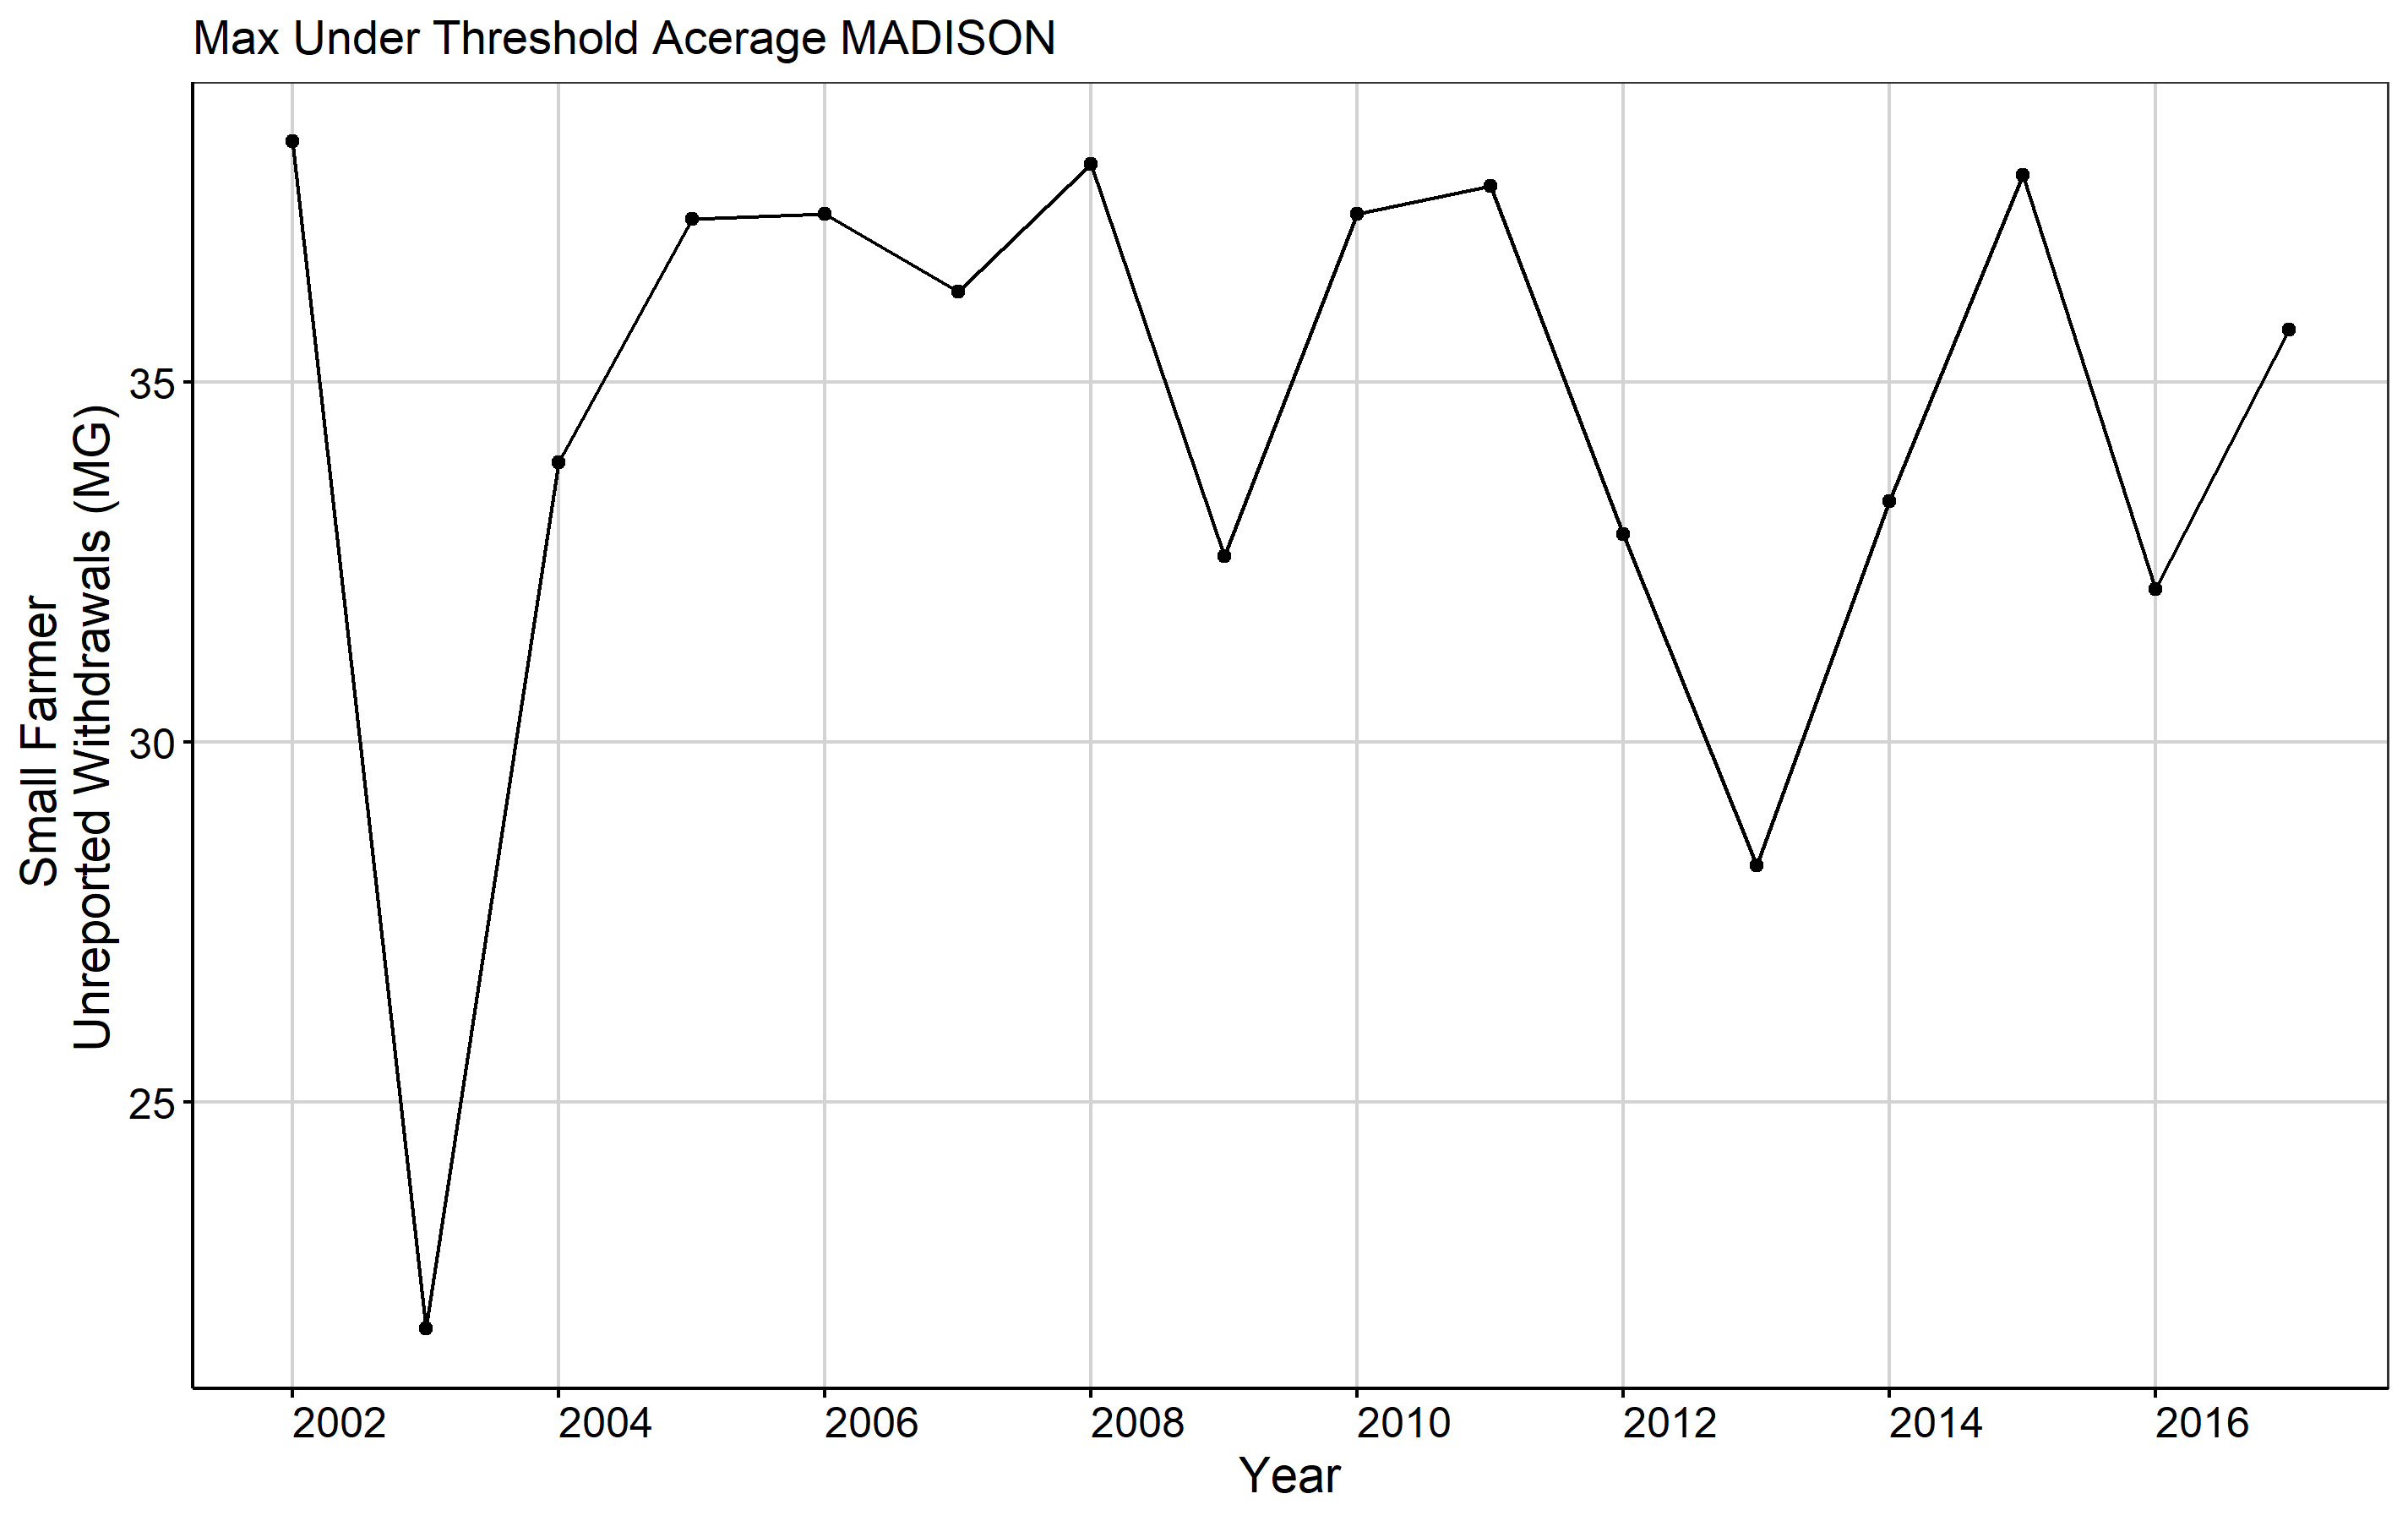 Max Under Threshold Acerage MADISON
Small Farmer
Unreported Withdrawals (MG)
35
30
25
2002 2004 2006 2008 2010 2012 2014 2016
Year